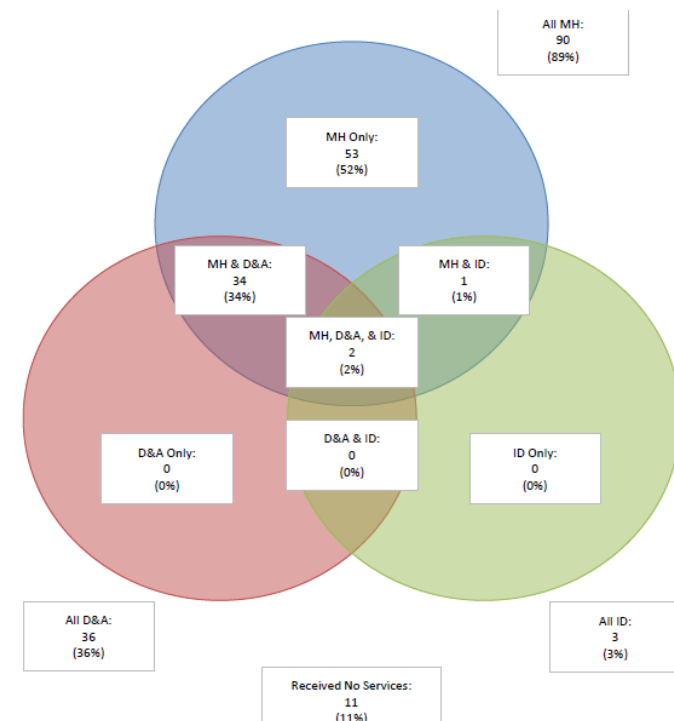 All MH:
90
(89%)
MH Only:
53
(52%)
MH & D&A:
34
(34%)
MH & ID:
1
(1%)
MH, D&A, & ID:
2
(2%)
D&A Only:
0
(0%)
D&A & ID:
0
(0%)
ID Only:
0
(0%)
All D&A:
36
(36%)
All ID:
3
(3%)
Received No Services:
11
(11%)